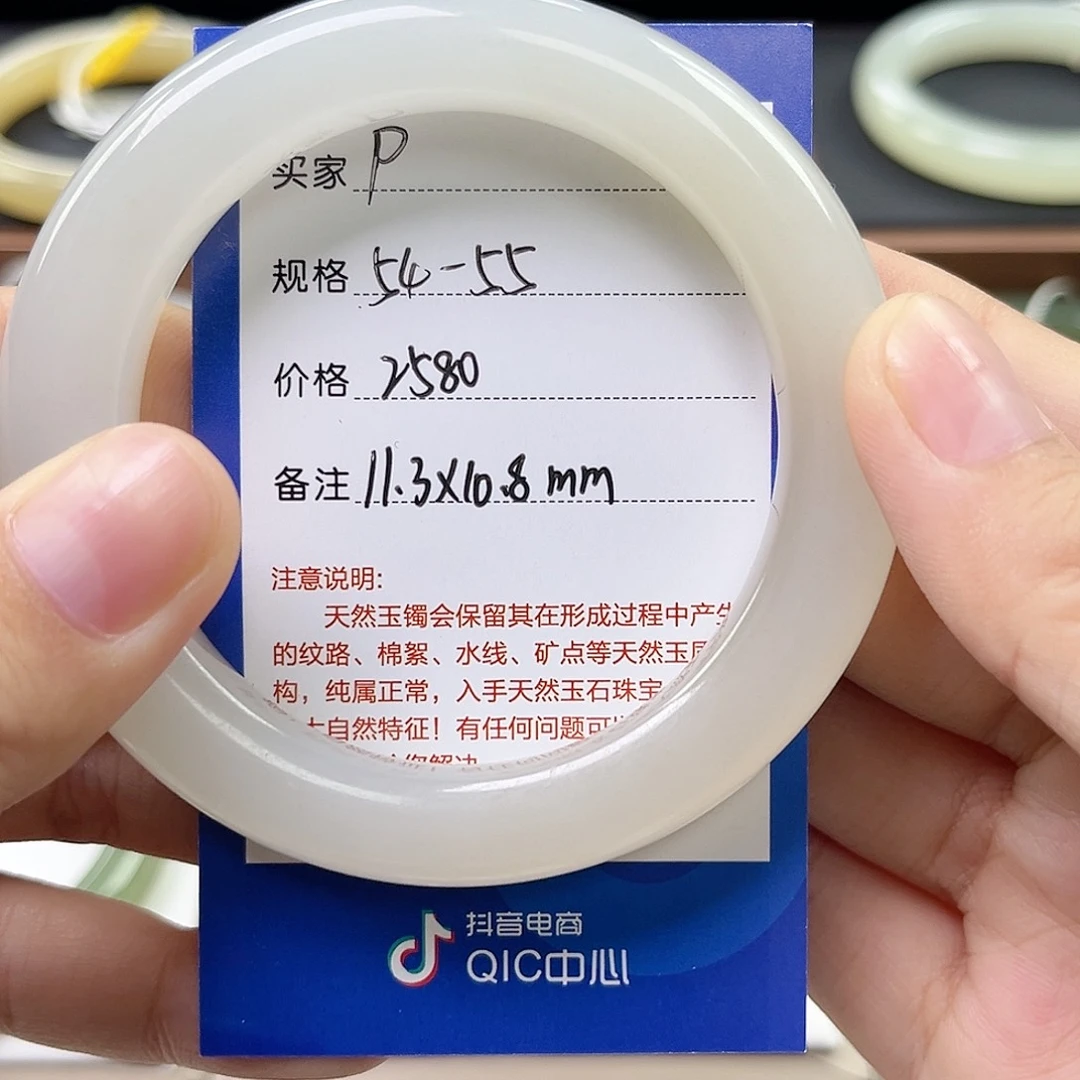 买家 P
规格 54-55
价格 2580
备注 11.3X10.8 mm
注意说明:
天然玉镯会保留其在形成过程中产生
的纹路、棉絮、水线、矿点等天然玉
构，纯属正常，入手天然玉石珠宝
自然特征！有任何问题可
解决
抖音电商
QIC中心